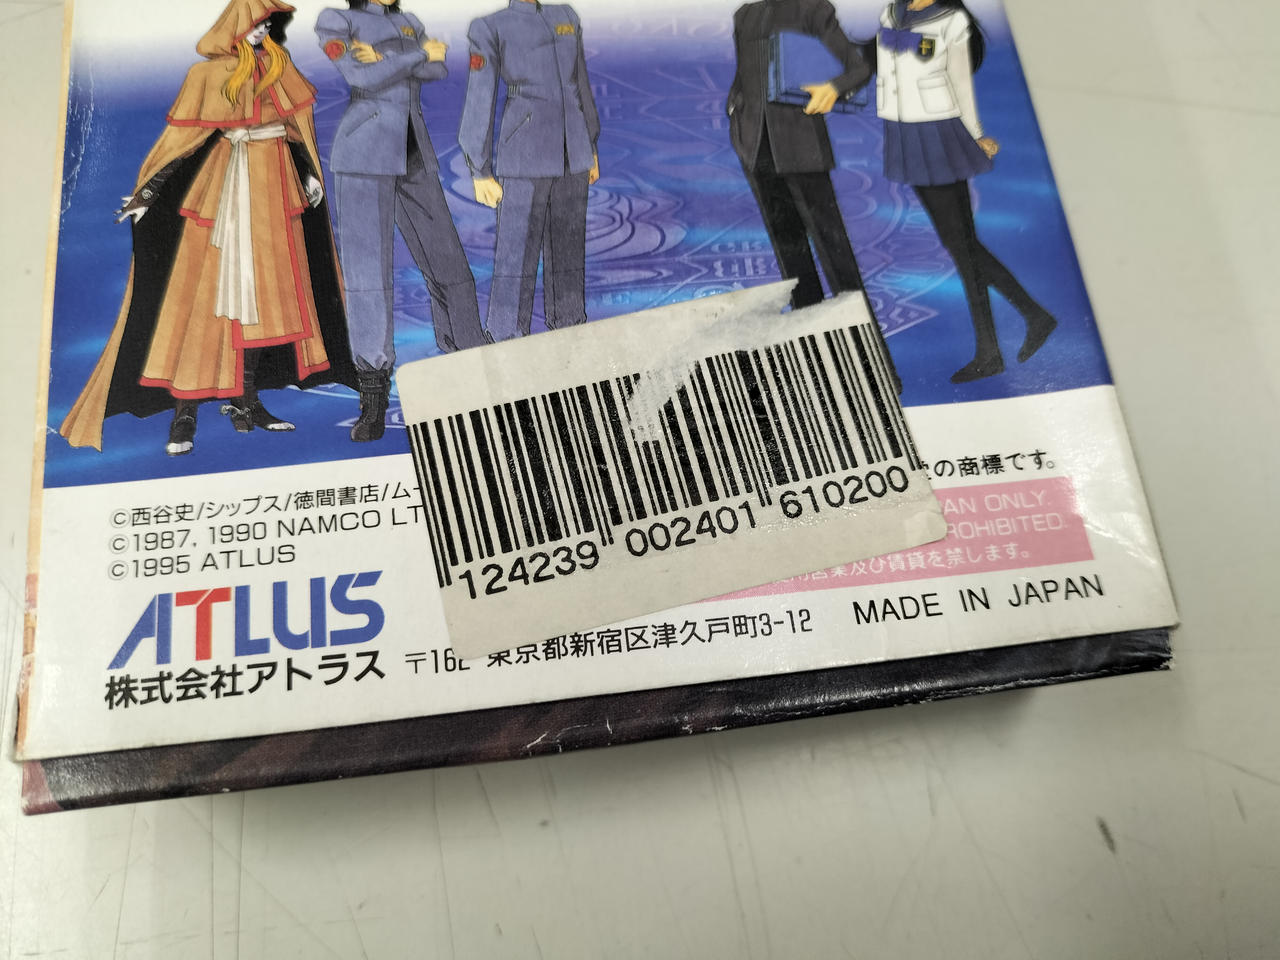 ©西谷史/シップス/徳間書店/ム
©1987, 1990 NAMCO LT
©1995 ATLUS
の商標です。
AN ONLY.
ROHIBITED.
及び賃貸を禁じます。
124239 002401 610200
ATLUS
株式会社アトラス
〒162 東京都新宿区津久戸町3-12
MADE IN JAPAN